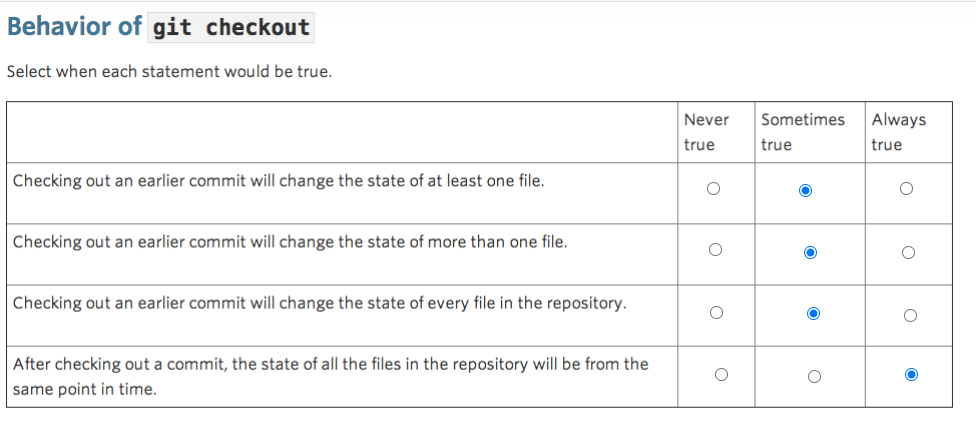 Behavior of git checkout
Select when each statement would be true.
Never
true
Sometimes
true
Always
true
Checking out an earlier commit will change the state of at least one file.
Checking out an earlier commit will change the state of more than one file.
Checking out an earlier commit will change the state of every file in the repository.
After checking out a commit, the state of all the files in the repository will be from the
same point in time.